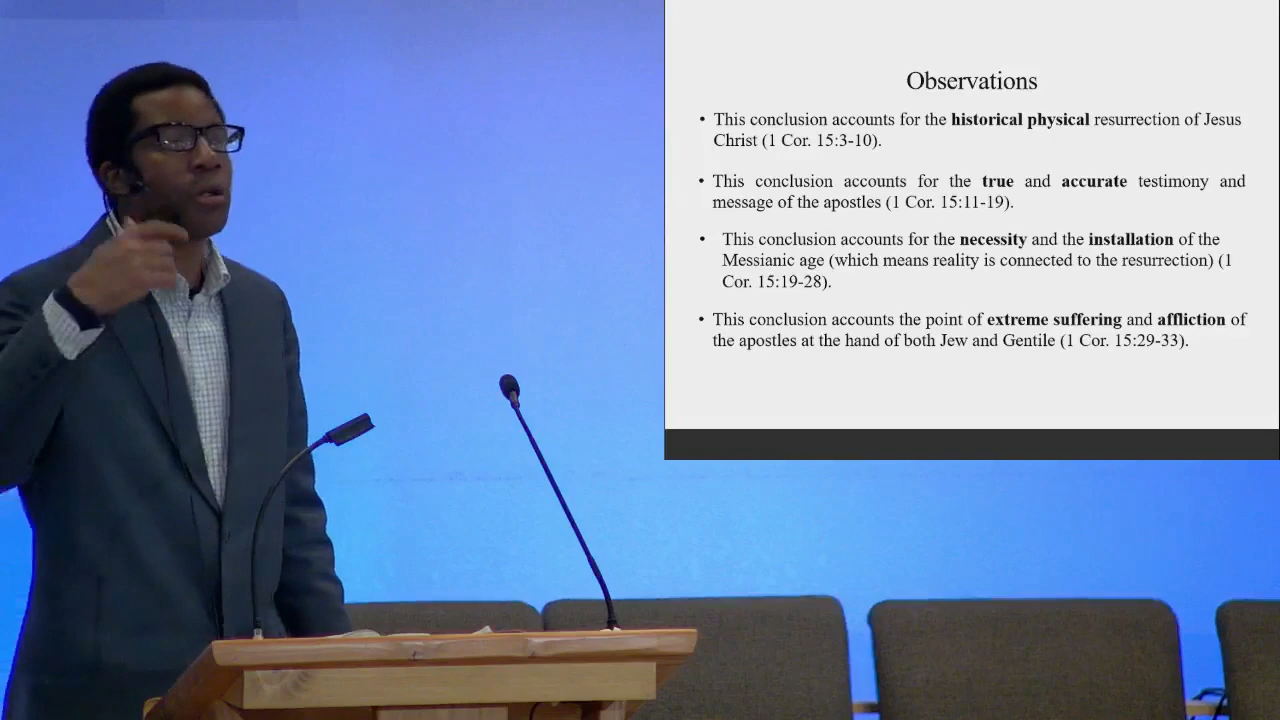 Observations
• This conclusion accounts for the historical physical resurrection of Jesus
Christ (1 Cor. 15:3-10).
• This conclusion accounts for the true and accurate testimony and
message of the apostles (1 Cor. 15:11-19).
• This conclusion accounts for the necessity and the installation of the
Messianic age (which means reality is connected to the resurrection) (1
Cor. 15:19-28).
• This conclusion accounts the point of extreme suffering and affliction of
the apostles at the hand of both Jew and Gentile (1 Cor. 15:29-33).